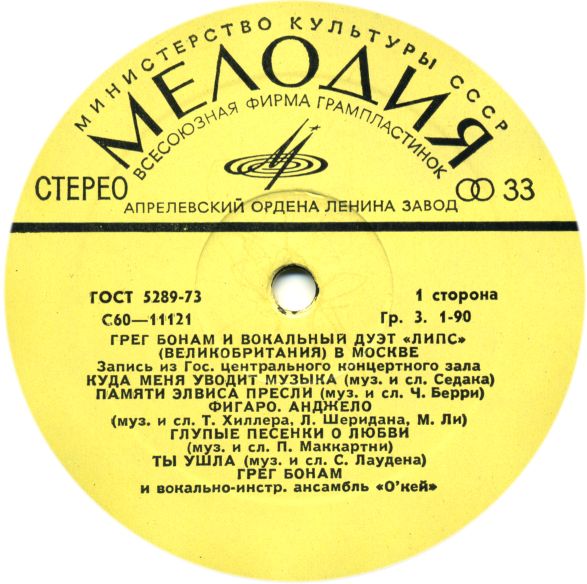 МИНИСТЕРСТВО КУЛЬТУРЫ СССР
МЕЛОДИЯ
ВСЕСОЮЗНАЯ ФИРМА ГРАМПЛАСТИНОК
СТЕРЕО
33
АПРЕЛЕВСКИЙ ОРДЕНА ЛЕНИНА ЗАВОД
ГОСТ 5289-73
1 сторона
С60—11121
Гр. 3. 1-90
ГРЕГ БОНАМ И ВОКАЛЬНЫЙ ДУЭТ «ЛИПС»
(ВЕЛИКОБРИТАНИЯ) В МОСКВЕ
Запись из Гос. центрального концертного зала
КУДА МЕНЯ УВОДИТ МУЗЫКА (муз. и сл. Седака)
ПАМЯТИ ЭЛВИСА ПРЕСЛИ (муз. и сл. Ч. Берри)
ФИГАРО. АНДЖЕЛО
(муз. и сл. Т. Хиллера, Л. Шеридана, М. Ли)
ГЛУПЫЕ ПЕСЕНКИ О ЛЮБВИ
(муз. и сл. П. Маккартни)
ТЫ УШЛА (муз. и сл. С. Лаудена)
ГРЕГ БОНАМ
и вокально-инстр. ансамбль «О'кей»